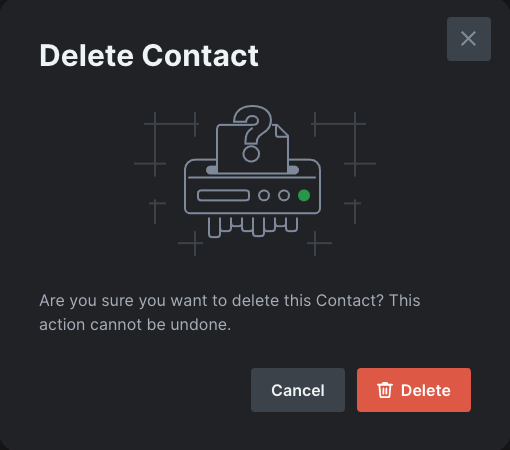 Delete Contact
?
Are you sure you want to delete this Contact? This
action cannot be undone.
Cancel
Delete